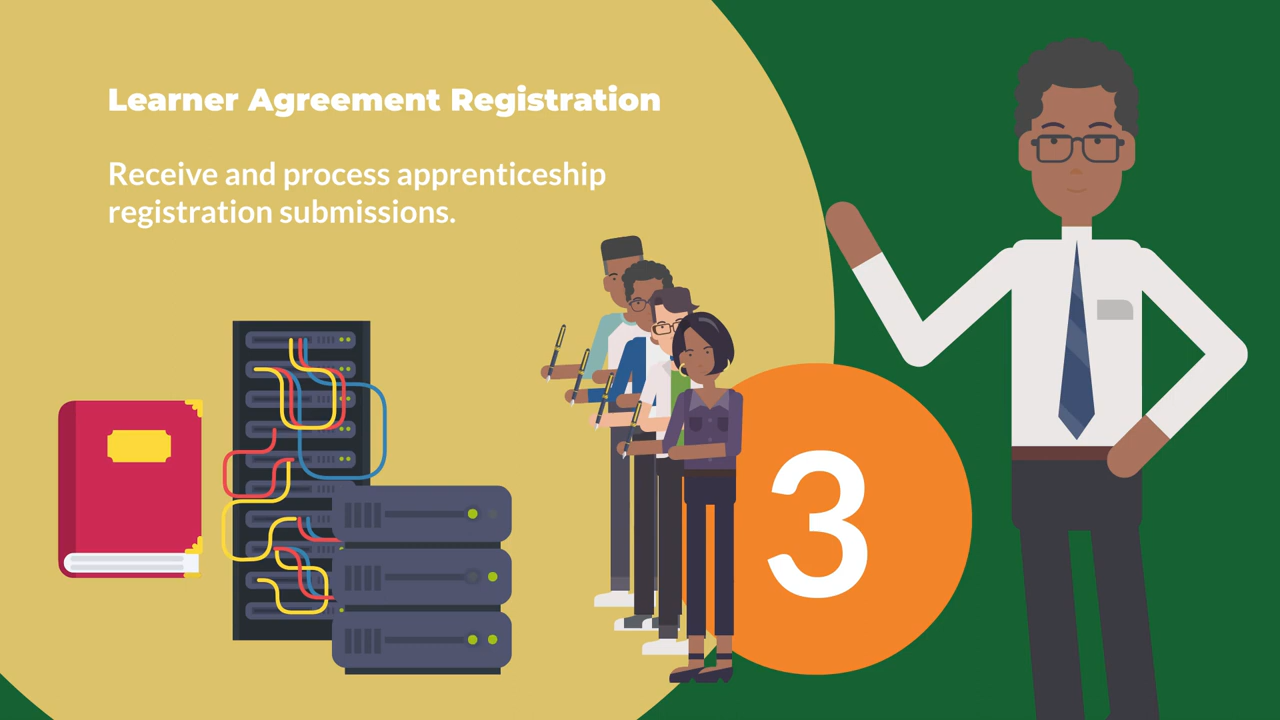 Learner Agreement Registration
Receive and process apprenticeship
registration submissions.
3